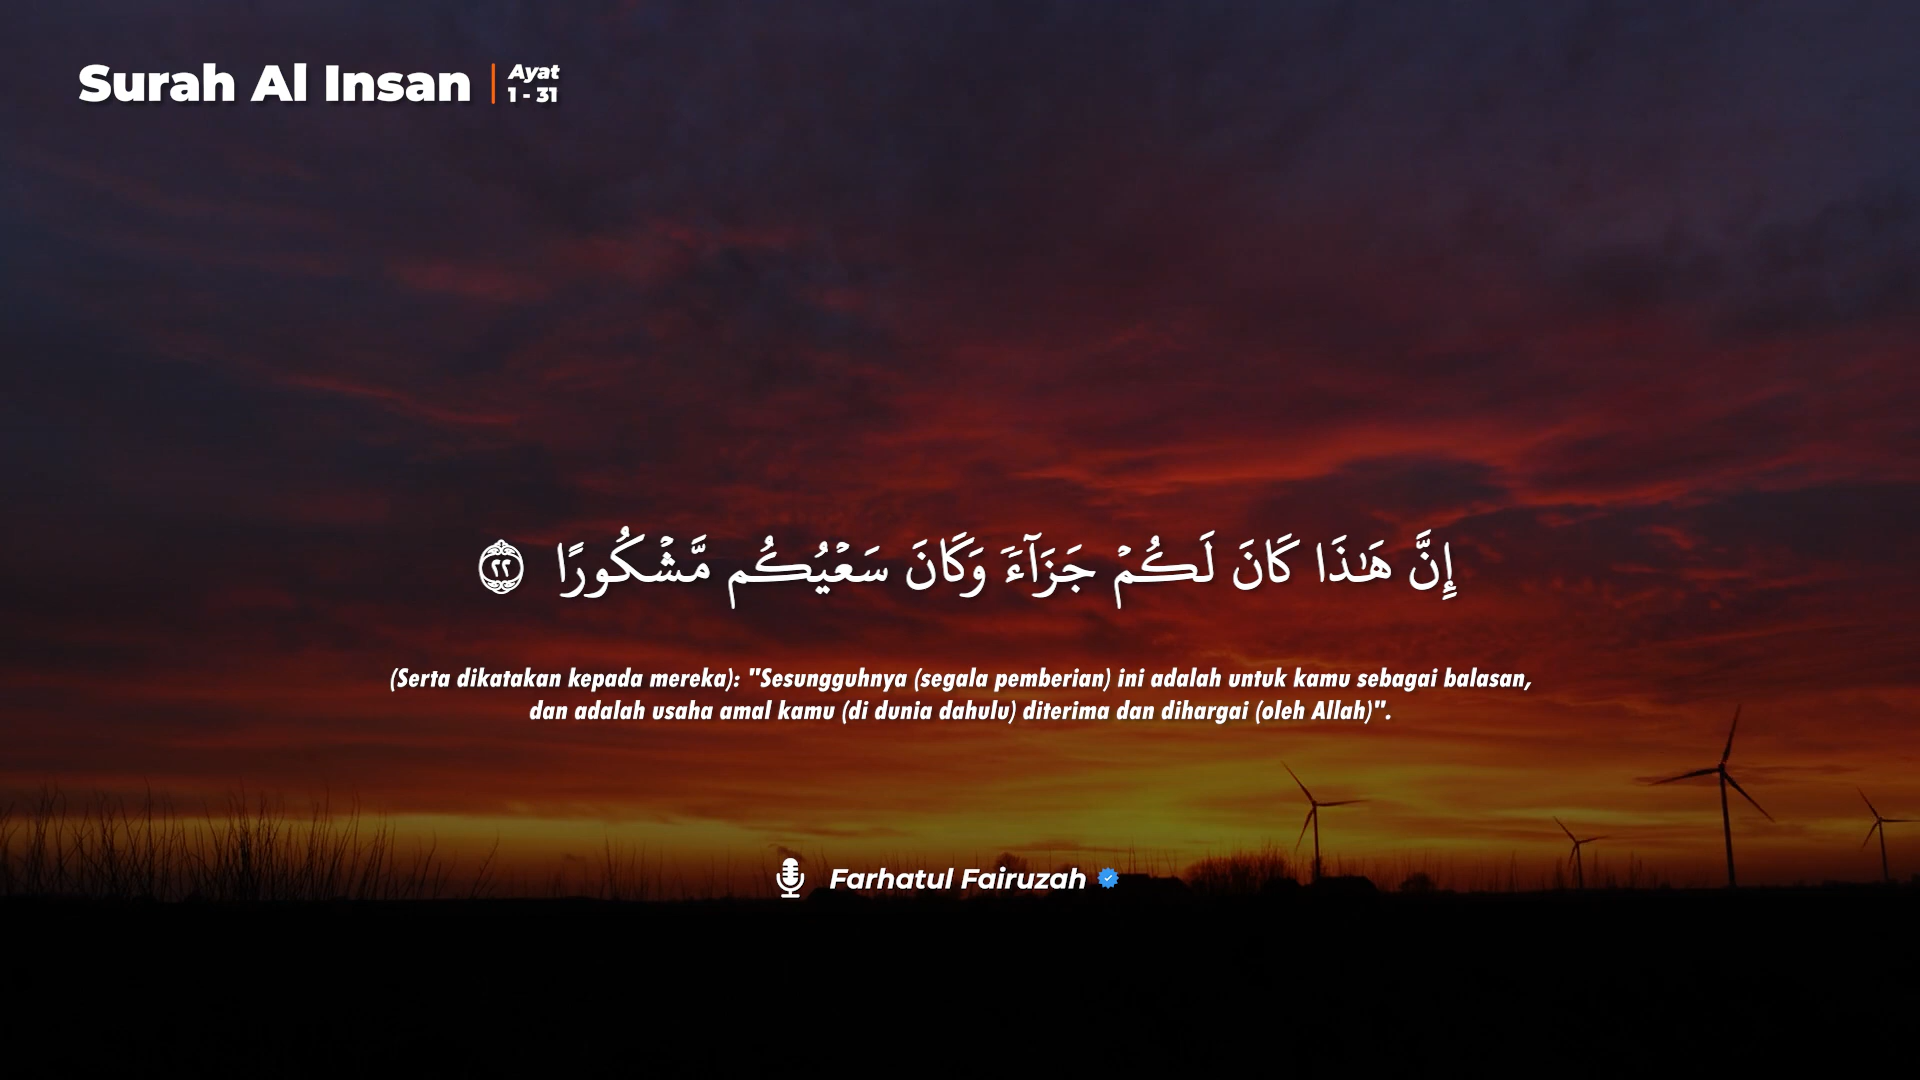 Surah Al Insan
Ayat
1 - 31
إِنَّ هَـٰذَا كَانَ لَكُمْ جَزَآءً وَكَانَ سَعْيُكُم مَّشْكُورًا ٢٢
(Serta dikatakan kepada mereka): "Sesungguhnya (segala pemberian) ini adalah untuk kamu sebagai balasan,
dan adalah usaha amal kamu (di dunia dahulu) diterima dan dihargai (oleh Allah)".
Farhatul Fairuzah